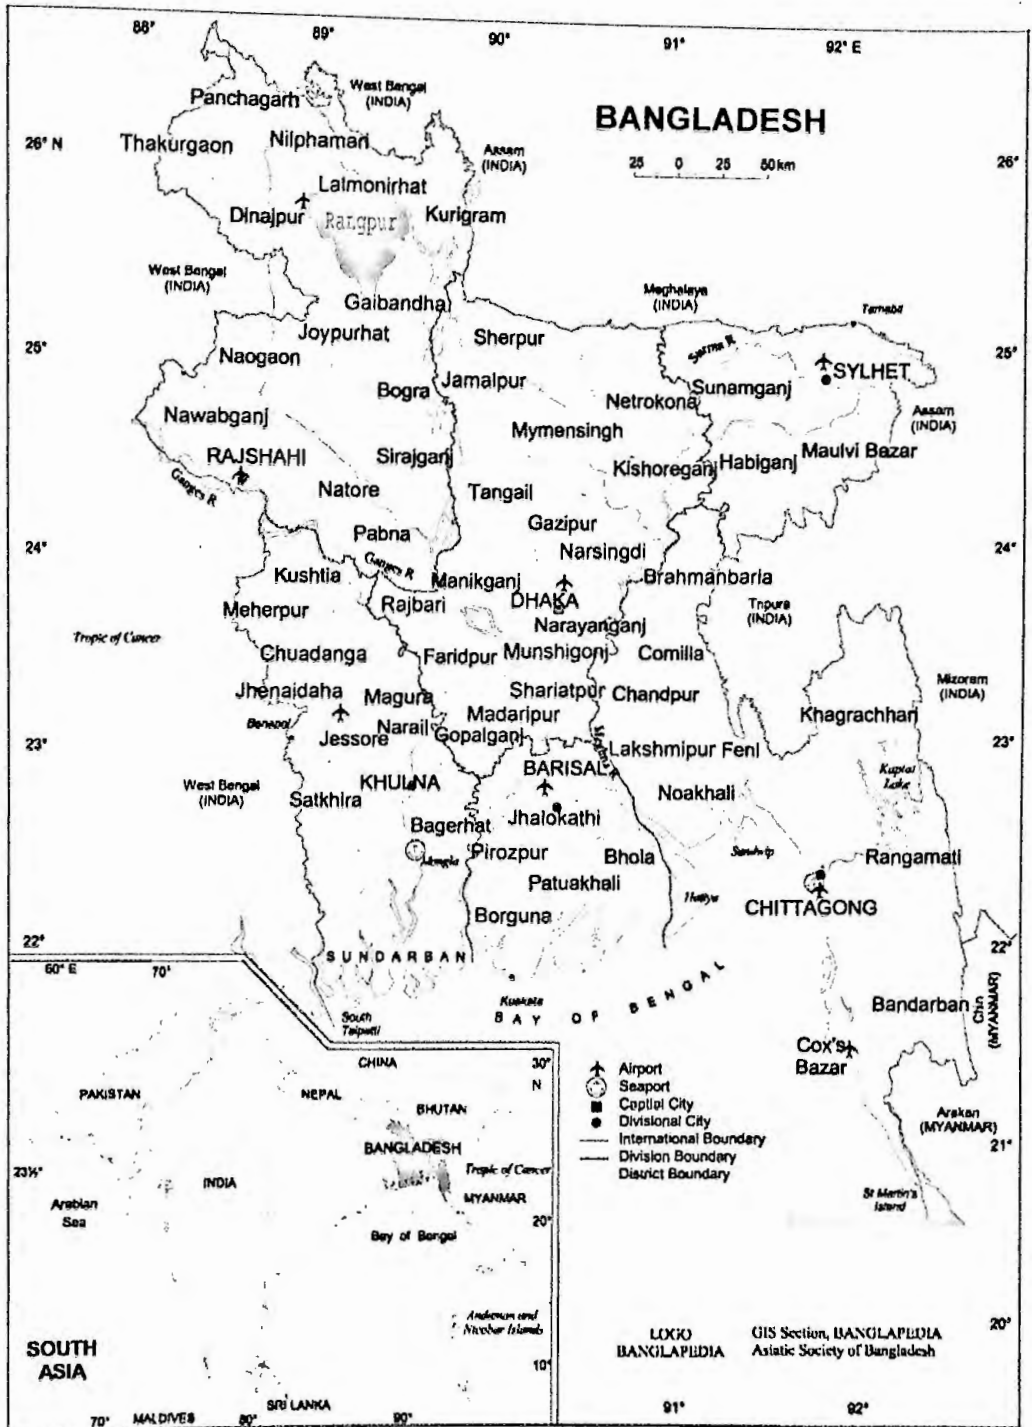 88° 89° 90° 91° 92° E
West Bengal
(INDIA)
Panchagarh
BANGLADESH
26° N
Thakurgaon
Nilphamari
Assam
(INDIA)
25 0 25 50 km
26°
Lalmonirhat
Dinajpur
Rangpur
Kurigram
West Bengal
(INDIA)
Meghalaya
(INDIA)
Gaibandha
Joypurhat
Sherpur
25°
Naogaon
Surma R.
SYLHET
25°
Bogra
Jamalpur
Sunamganj
Netrokona
Nawabganj
Mymensingh
Assam
(INDIA)
RAJSHAHI
Sirajganj
Kishoreganj
Habiganj
Maulvi Bazar
Ganges R
Natore
Tangail
Pabna
Gazipur
24°
Narsingdi
24°
Kushtia
Ganges R
Manikganj
Brahmanbaria
Meherpur
Rajbari
DHAKA
Tripura
(INDIA)
Tropic of Cancer
Narayanganj
Chuadanga
Faridpur
Munshigonj
Comilla
Jhenaidaha
Magura
Shariatpur
Chandpur
Mizoram
(INDIA)
Benapol
Narail
Madaripur
Khagrachhari
23°
Jessore
Gopalganj
Meghna
Lakshmipur Feni
23°
West Bengal
(INDIA)
KHULNA
BARISAL
Kaptai
Lake
Satkhira
Jhalokathi
Noakhali
Bagerhat
Mongla
Pirozpur
Bhola
Sandwip
Rangamati
Patuakhali
Hatiya
CHITTAGONG
Borguna
22°
SUNDARBAN
22°
60° E 70°
South
Talpatti
Kuakata
BAY OF BENGAL
Bandarban
Chin
(MYANMAR)
Cox's
Bazar
CHINA
30°
N
PAKISTAN
NEPAL
BHUTAN
BANGLADESH
Airport
Seaport
Captial City
Divisional City
International Boundary
Division Boundary
District Boundary
Arakan
(MYANMAR)
21°
23½°
INDIA
Tropic of Cancer
MYANMAR
St Martin's
Island
Arabian
Sea
20°
Bay of Bengal
Andaman and
Nicobar Islands
20°
SOUTH
ASIA
10°
LOGO
BANGLAPEDIA
GIS Section, BANGLAPEDIA
Asiatic Society of Bangladesh
SRI LANKA
70° MALDIVES 80° 90°
91° 92°